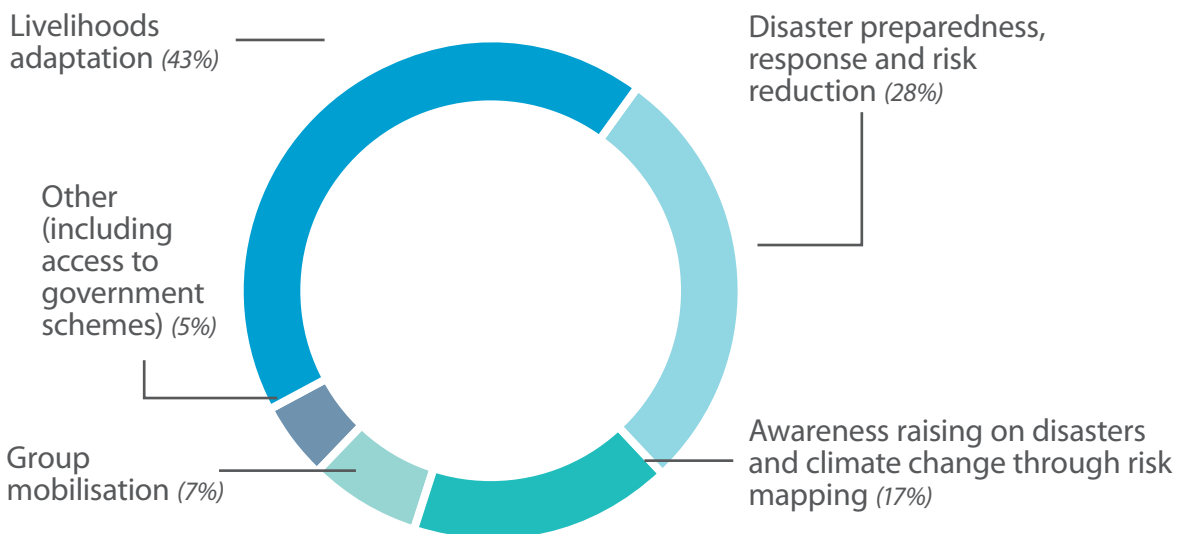 Livelihoods
adaptation (43%)
Disaster preparedness,
response and risk
reduction (28%)
Other
(including
access to
government
schemes) (5%)
Group
mobilisation (7%)
Awareness raising on disasters
and climate change through risk
mapping (17%)